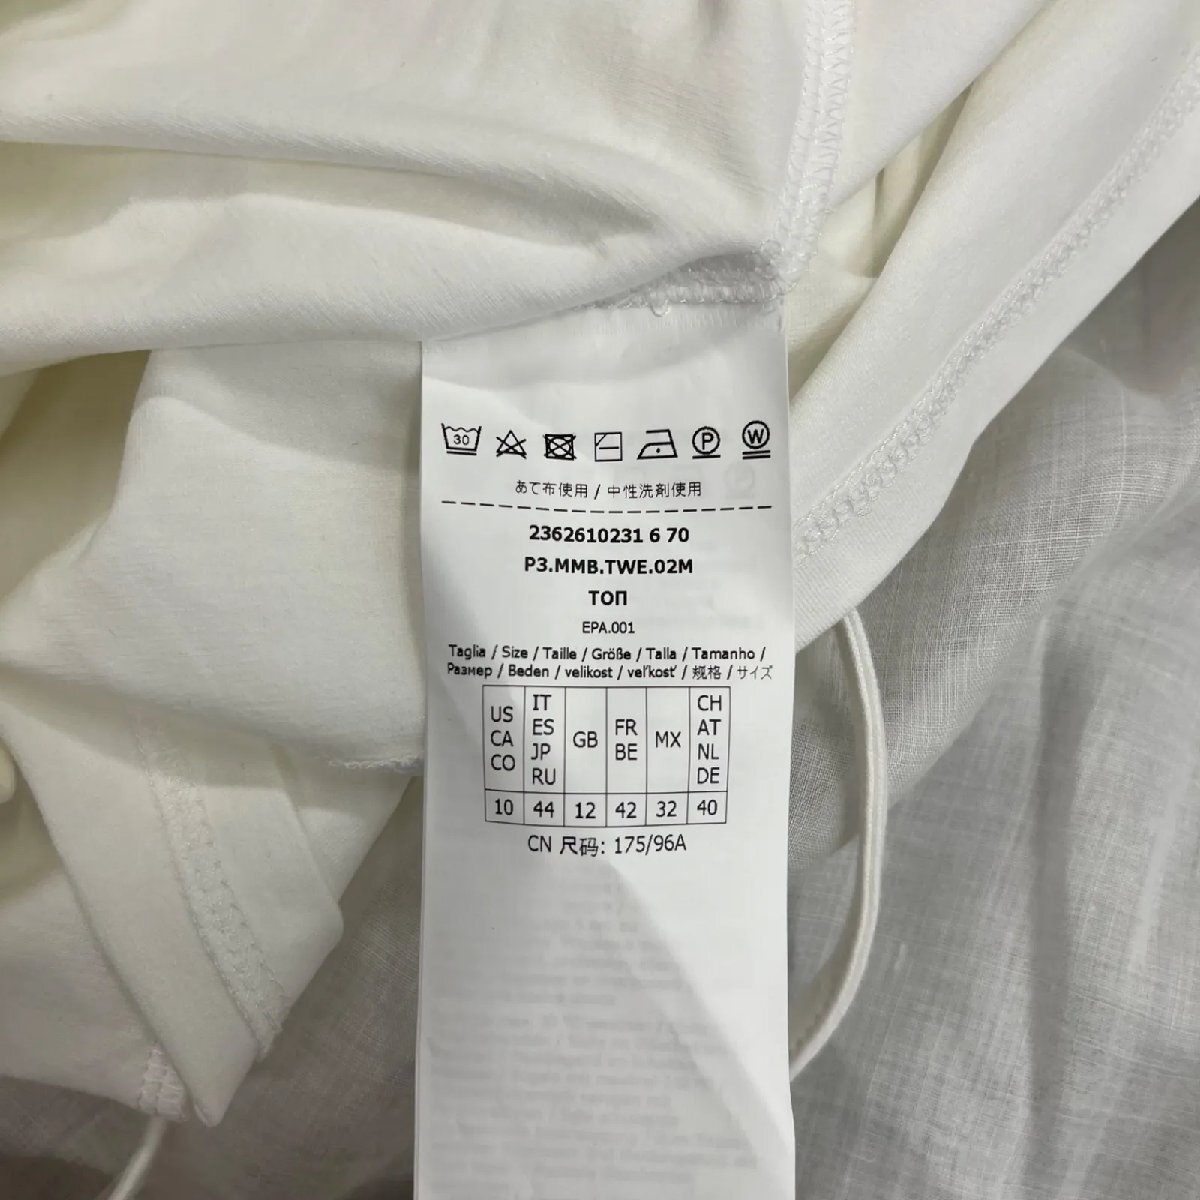 30
P
W
あて布使用 / 中性洗剤使用
2362610231 6 70
P3.MMB.TWE.02M
ТОП
EPA.001
Taglia / Size / Taille / Größe / Talla / Tamanho /
Размер / Beden / velikost / veľkosť / 规格 / サイズ
US CA CO IT ES JP RU GB FR BE MX CH AT NL DE
10 44 12 42 32 40
CN 尺码: 175/96A